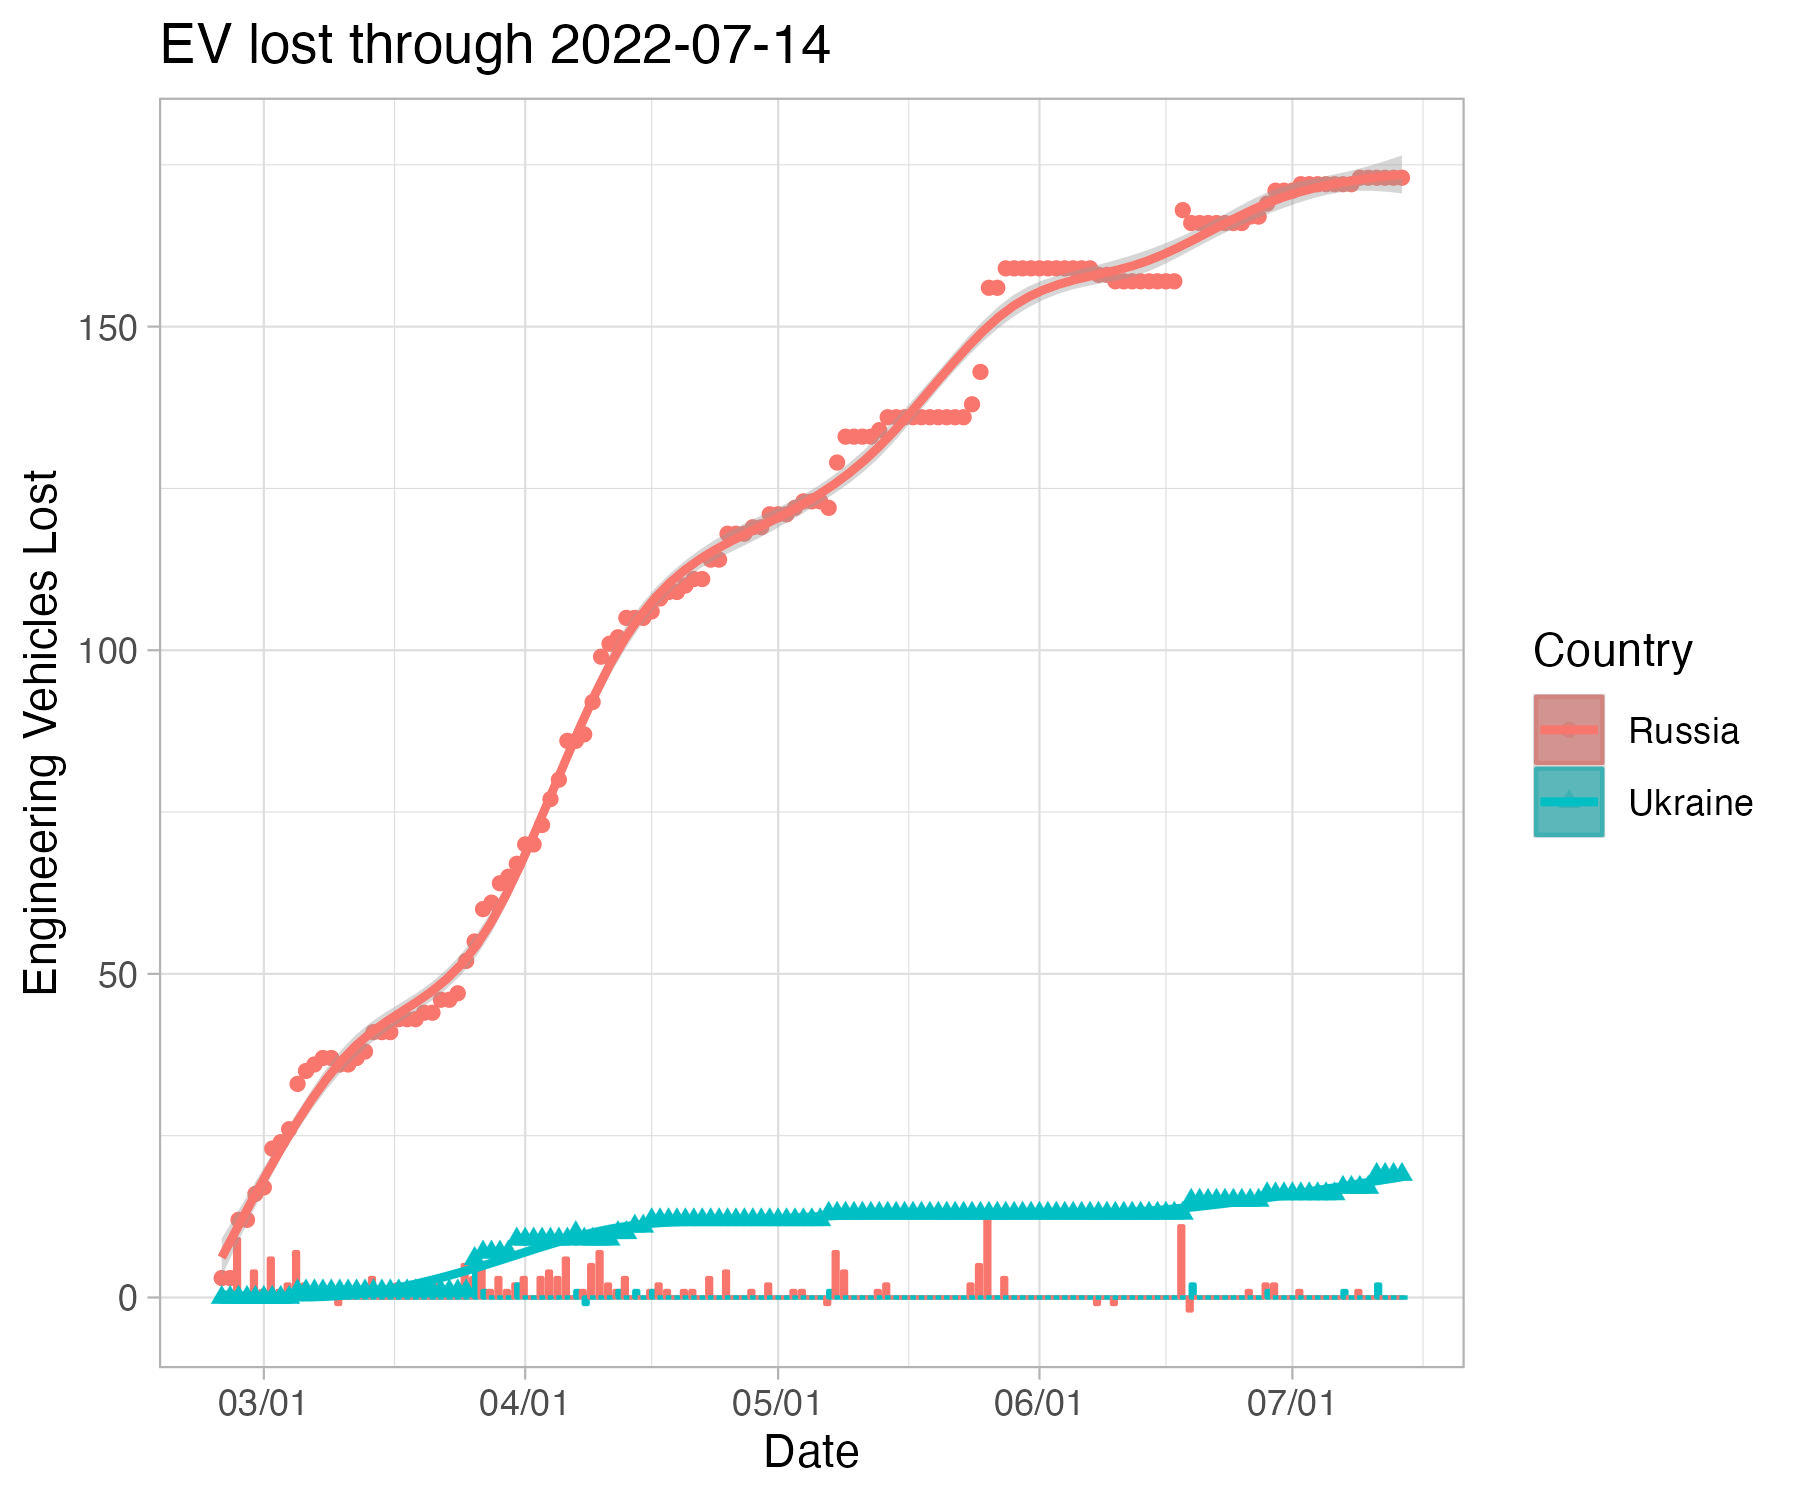 EV lost through 2022-07-14
Engineering Vehicles Lost
150
100
50
0
03/01
04/01
05/01
06/01
07/01
Date
Country
Russia
Ukraine